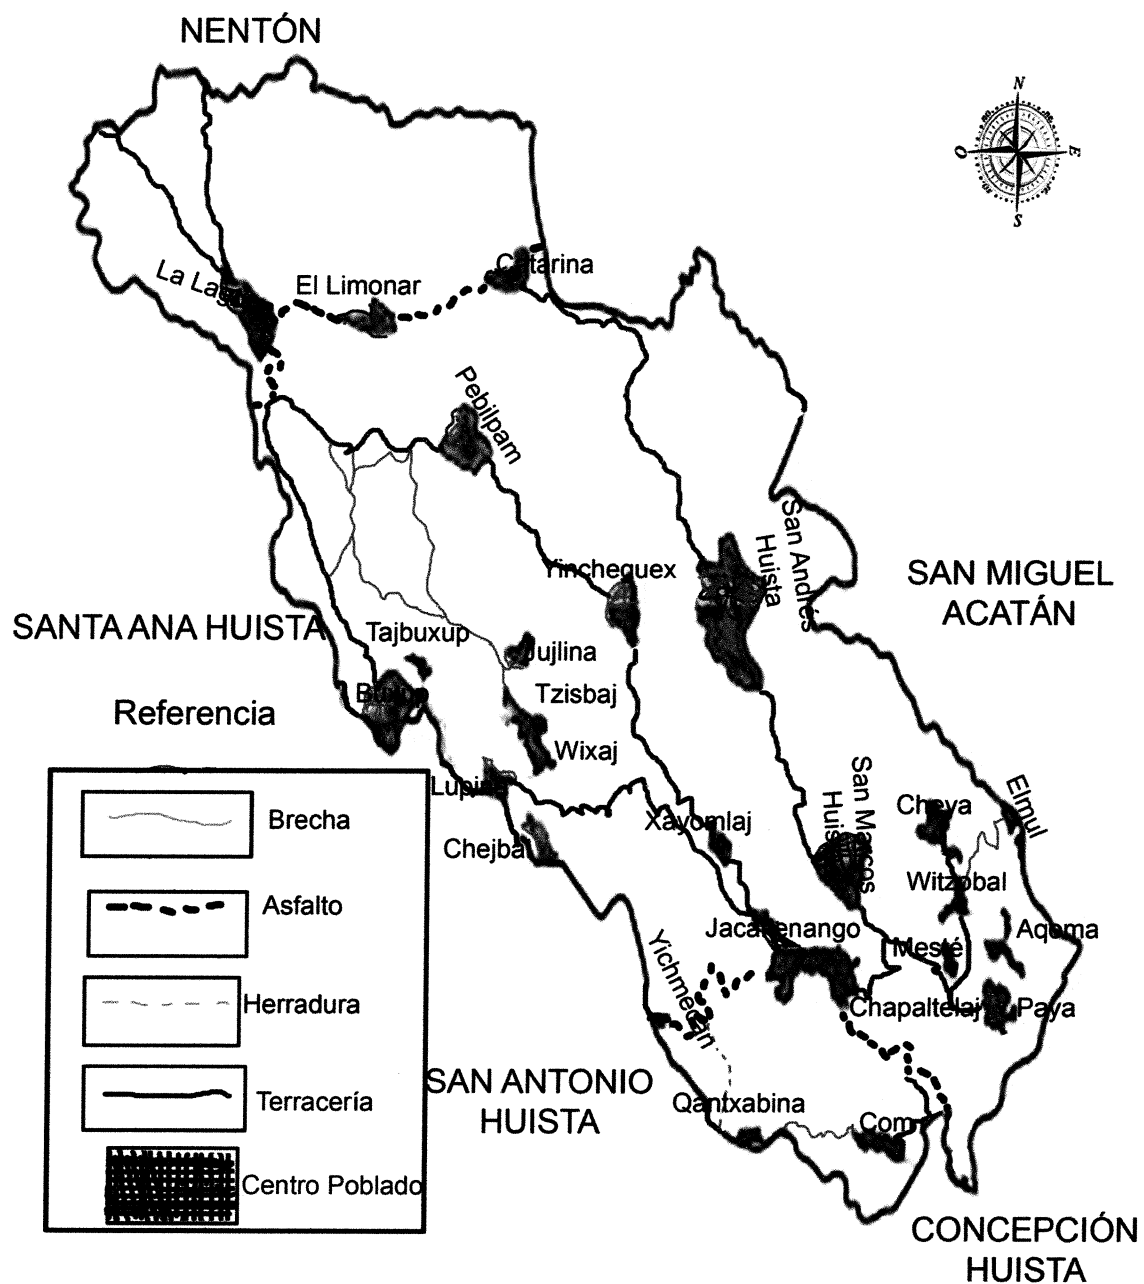 NENTÓN
N
O
E
S
Catarina
La
El Limonar
Pebilpam
San Andrés
Huista
Yinchequex
SAN MIGUEL
ACATÁN
SANTA ANA HUISTA
Tajbuxup
Jujlina
Tzisbaj
Wixaj
Referencia
Brecha
Asfalto
Herradura
Terracería
Centro Poblado
Lupina
Chejbal
Xayomlaj
San Marcos
Huista
Cheya
Elmul
Witzobal
Jacaltenango
Mesté
Aqoma
Yichmecan
Chapaltelaj
Paya
SAN ANTONIO
HUISTA
Qantxabina
Com
CONCEPCIÓN
HUISTA